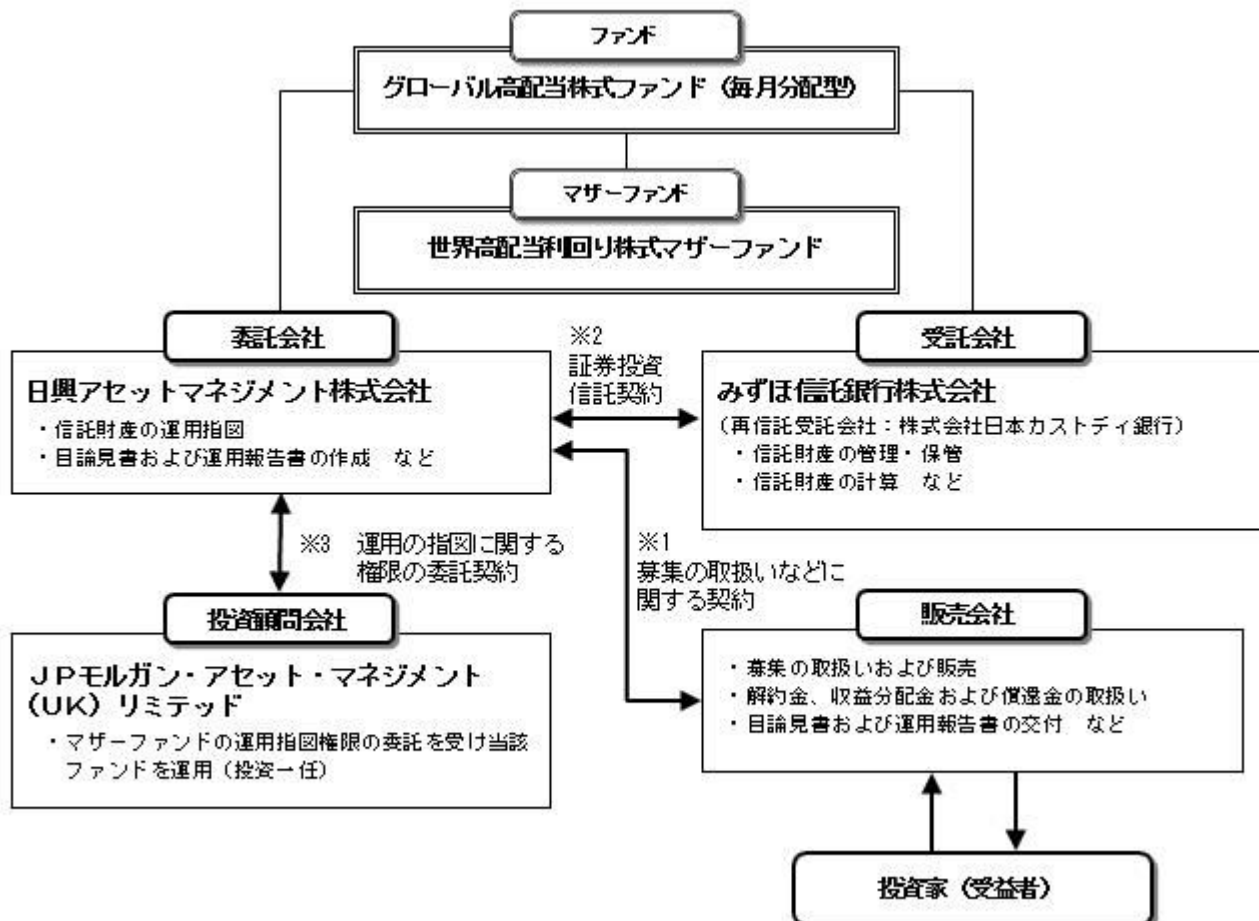 ファンド
グローバル高配当株式ファンド（毎月分配型）
マザーファンド
世界高配当利回り株式マザーファンド
委託会社
日興アセットマネジメント株式会社
・信託財産の運用指図
・目論見書および運用報告書の作成　など
※2
証券投資
信託契約
受託会社
みずほ信託銀行株式会社
（再信託受託会社：株式会社日本カストディ銀行）
・信託財産の管理・保管
・信託財産の計算　など
※3　運用の指図に関する
権限の委託契約
※1
募集の取扱いなどに
関する契約
投資顧問会社
ＪＰモルガン・アセット・マネジメント
（UK）リミテッド
・マザーファンドの運用指図権限の委託を受け当該
ファンドを運用（投資一任）
販売会社
・募集の取扱いおよび販売
・解約金、収益分配金および償還金の取扱い
・目論見書および運用報告書の交付　など
投資家（受益者）